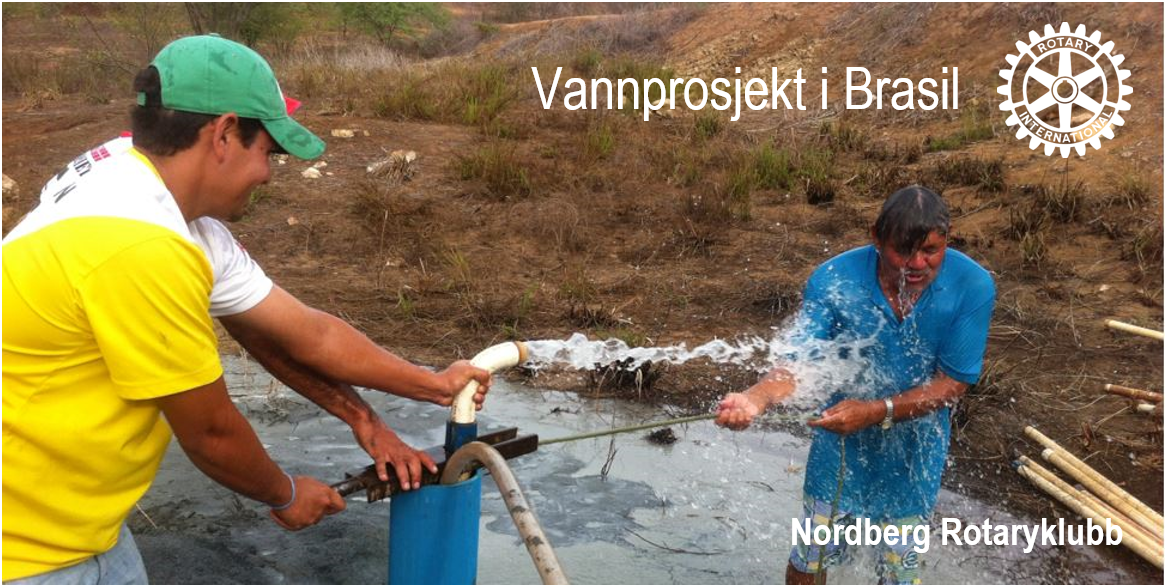 Vannprosjekt i Brasil
ROTARY
INTERNATIONAL
Nordberg Rotaryklubb